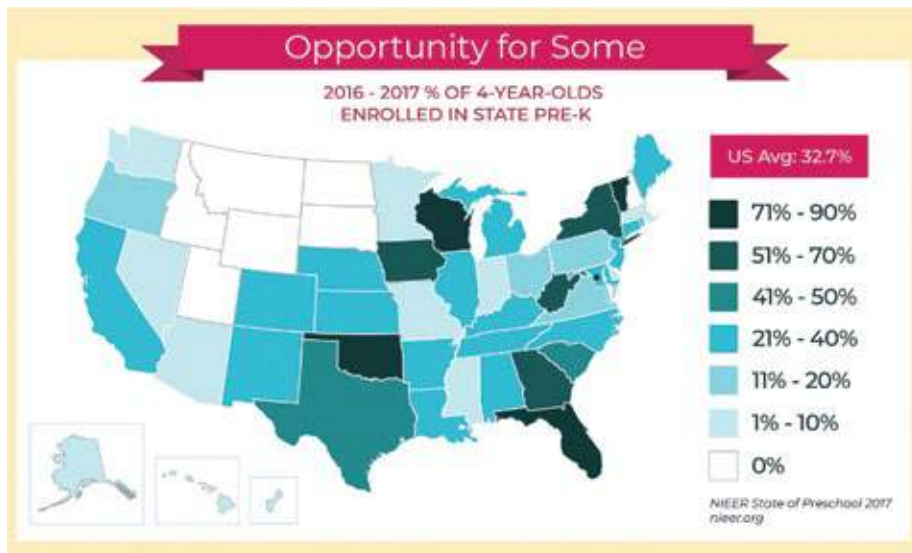 Opportunity for Some
2016 - 2017 % OF 4-YEAR-OLDS
ENROLLED IN STATE PRE-K
US Avg: 32.7%
71% - 90%
51% - 70%
41% - 50%
21% - 40%
11% - 20%
1% - 10%
0%
NIEER State of Preschool 2017
nieer.org